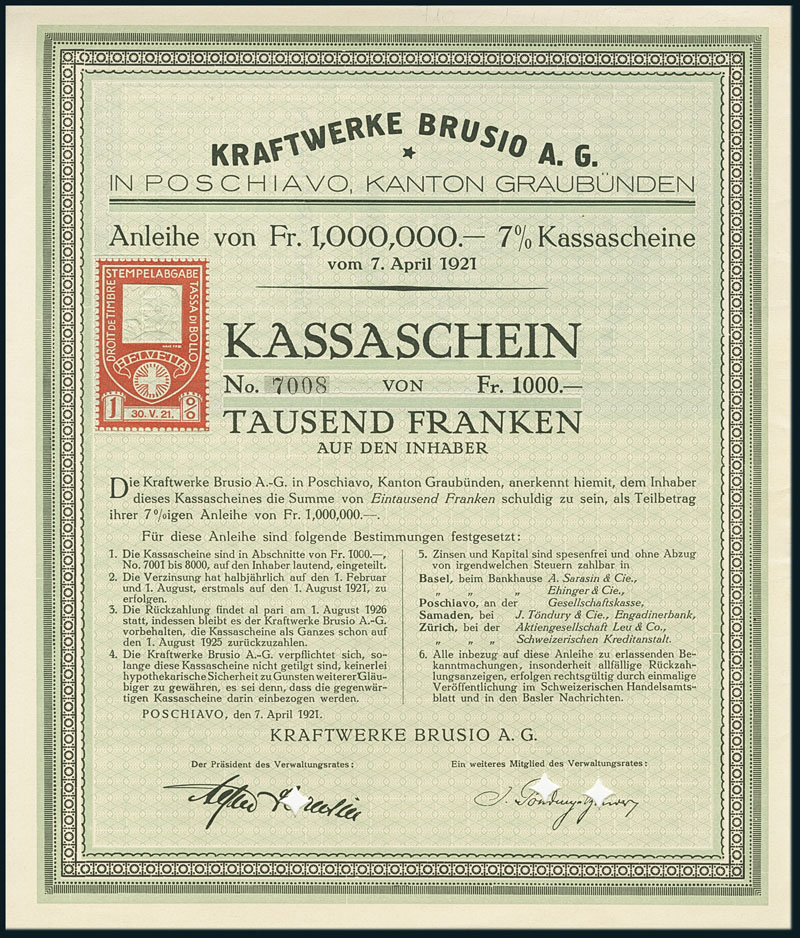 KRAFTWERKE BRUSIO A. G.
IN POSCHIAVO, KANTON GRAUBÜNDEN
Anleihe von Fr. 1,000,000.— 7% Kassascheine
vom 7. April 1921
STEMPELABGABE
DROIT DE TIMBRE
TASSA DI BOLLO
HELVETIA
1 30. V. 21. %
KASSASCHEIN
No. 7008 VON Fr. 1000.—
TAUSEND FRANKEN
AUF DEN INHABER
Die Kraftwerke Brusio A.-G. in Poschiavo, Kanton Graubünden, anerkennt hiemit, dem Inhaber
dieses Kassascheines die Summe von Eintausend Franken schuldig zu sein, als Teilbetrag
ihrer 7%igen Anleihe von Fr. 1,000,000.—.
Für diese Anleihe sind folgende Bestimmungen festgesetzt:
1. Die Kassascheine sind in Abschnitte von Fr. 1000.—,
No. 7001 bis 8000, auf den Inhaber lautend, eingeteilt.
2. Die Verzinsung hat halbjährlich auf den 1. Februar
und 1. August, erstmals auf den 1. August 1921, zu
erfolgen.
3. Die Rückzahlung findet al pari am 1. August 1926
statt, indessen bleibt es der Kraftwerke Brusio A.-G.
vorbehalten, die Kassascheine als Ganzes schon auf
den 1. August 1925 zurückzuzahlen.
4. Die Kraftwerke Brusio A.-G. verpflichtet sich, so-
lange diese Kassascheine nicht getilgt sind, keinerlei
hypothekarische Sicherheit zu Gunsten weiterer Gläu-
biger zu gewähren, es sei denn, dass die gegenwär-
tigen Kassascheine darin einbezogen werden.
5. Zinsen und Kapital sind spesenfrei und ohne Abzug
von irgendwelchen Steuern zahlbar in
Basel, beim Bankhause A. Sarasin & Cie.,
„ „ „ Ehinger & Cie.,
Poschiavo, an der Gesellschaftskasse,
Samaden, bei J. Töndury & Cie., Engadinerbank,
Zürich, bei der Aktiengesellschaft Leu & Co.,
„ „ „ Schweizerischen Kreditanstalt.
6. Alle inbezug auf diese Anleihe zu erlassenden Be-
kanntmachungen, insonderheit allfällige Rückzah-
lungsanzeigen, erfolgen rechtsgültig durch einmalige
Veröffentlichung im Schweizerischen Handelsamts-
blatt und in den Basler Nachrichten.
POSCHIAVO, den 7. April 1921.
KRAFTWERKE BRUSIO A. G.
Der Präsident des Verwaltungsrates:
Ein weiteres Mitglied des Verwaltungsrates: